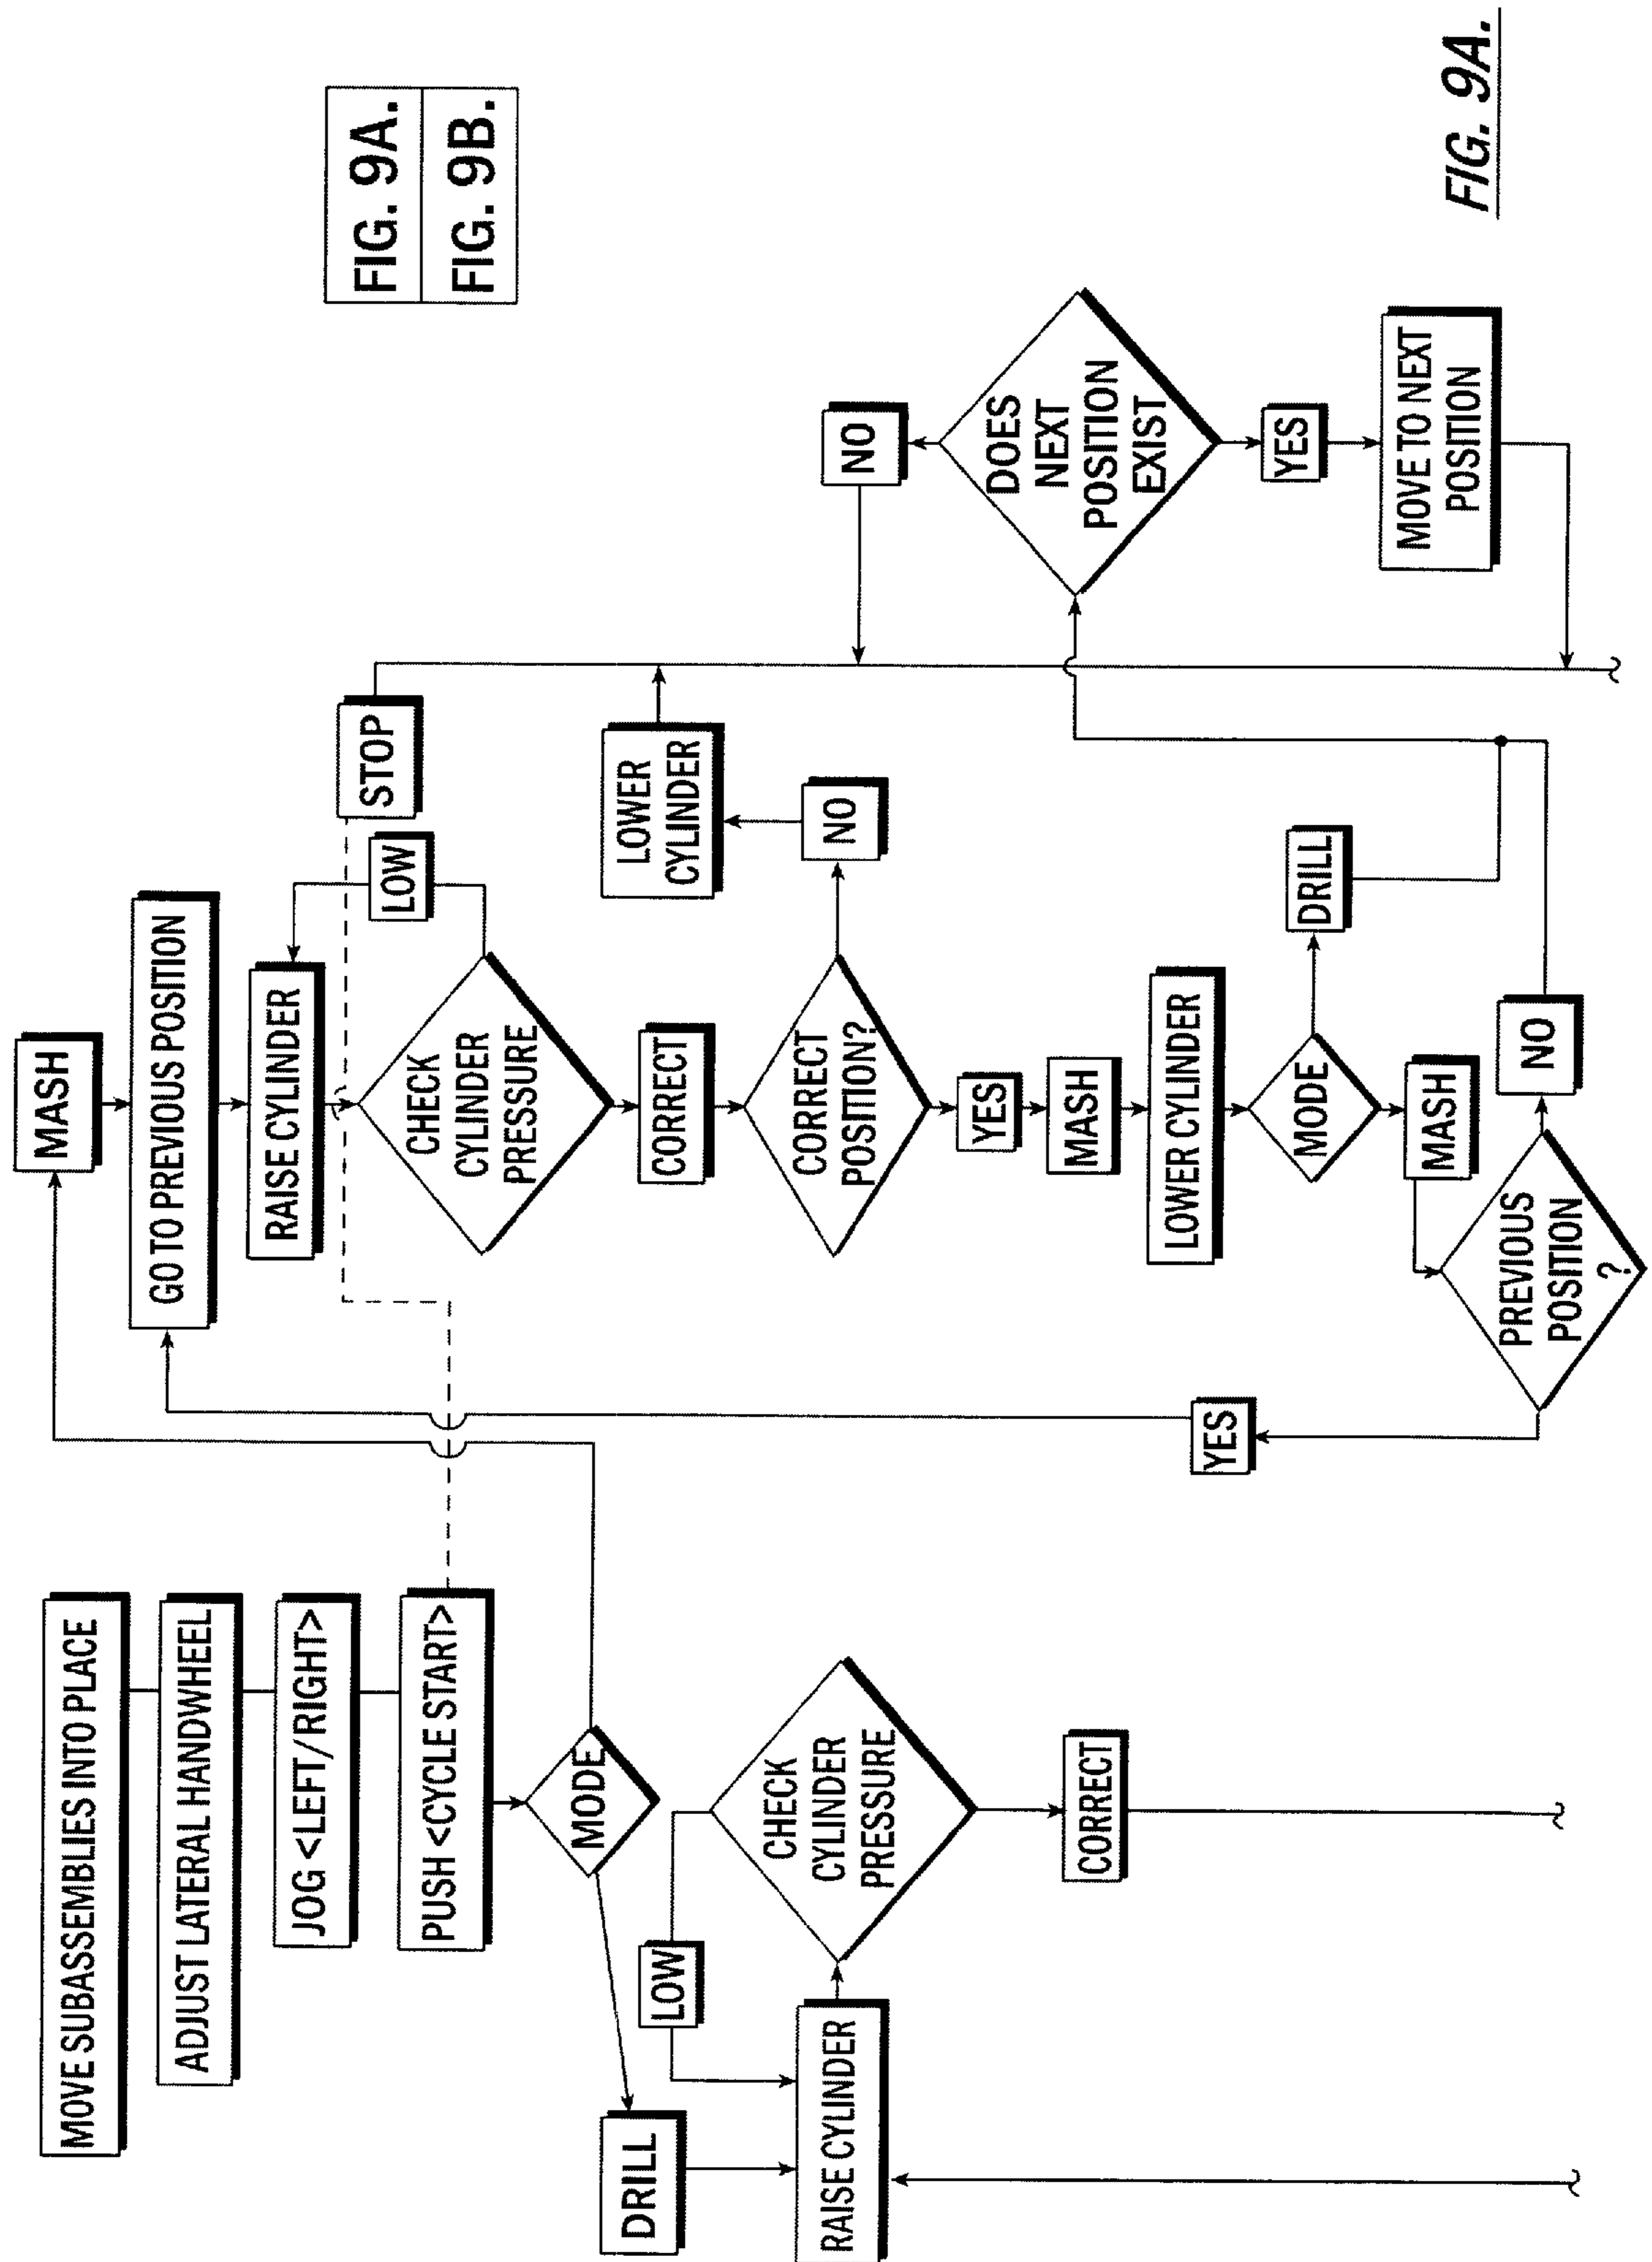 MOVE SUBASSEMBLIES INTO PLACE
ADJUST LATERAL HANDWHEEL
JOG <LEFT/RIGHT>
PUSH <CYCLE START>
MODE
DRILL
LOW
RAISE CYLINDER
CHECK
CYLINDER
PRESSURE
CORRECT
MASH
GO TO PREVIOUS POSITION
RAISE CYLINDER
LOW
STOP
CHECK
CYLINDER
PRESSURE
CORRECT
CORRECT
POSITION?
NO
LOWER
CYLINDER
YES
MASH
LOWER CYLINDER
MODE
DRILL
MASH
PREVIOUS
POSITION
?
YES
NO
DOES
NEXT
POSITION
EXIST
NO
YES
MOVE TO NEXT
POSITION
FIG. 9A.
FIG. 9B.
FIG. 9A.